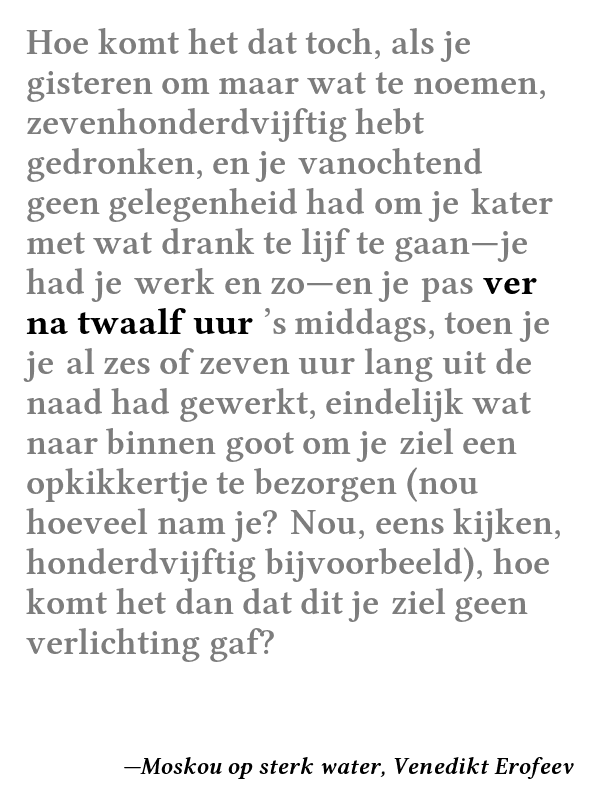 Hoe komt het dat toch, als je
gisteren om maar wat te noemen,
zevenhonderdvijftig hebt
gedronken, en je vanochtend
geen gelegenheid had om je kater
met wat drank te lijf te gaan—je
had je werk en zo—en je pas ver
na twaalf uur ’s middags, toen je
je al zes of zeven uur lang uit de
naad had gewerkt, eindelijk wat
naar binnen goot om je ziel een
opkikkertje te bezorgen (nou
hoeveel nam je? Nou, eens kijken,
honderdvijftig bijvoorbeeld), hoe
komt het dan dat dit je ziel geen
verlichting gaf?
—Moskou op sterk water, Venedikt Erofeev